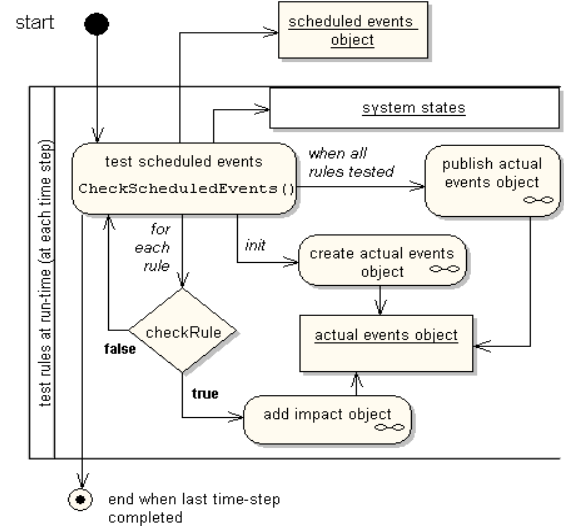 start
scheduled events
object
system states
test rules at run-time (at each time step)
test scheduled events
CheckScheduledEvents()
when all
rules tested
publish actual
events object
for
each
rule
init
create actual events
object
checkRule
false
actual events object
true
add impact object
end when last time-step
completed